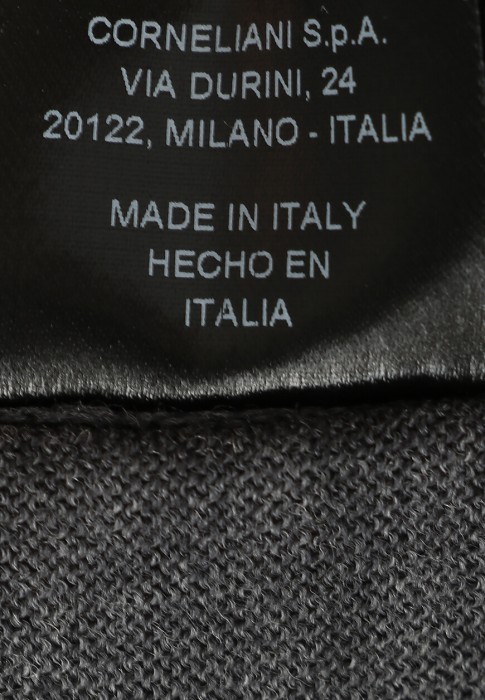 CORNELIANI S.p.A.
VIA DURINI, 24
20122, MILANO - ITALIA
MADE IN ITALY
HECHO EN
ITALIA